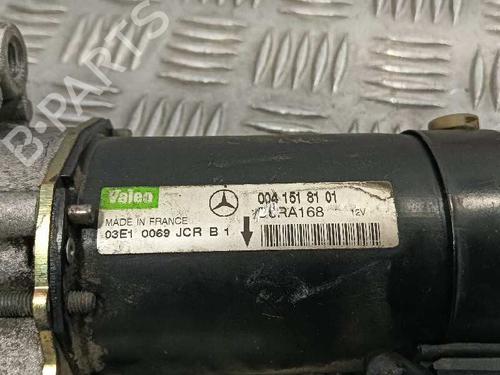 B-PARTS
Valeo
004 151 81 01
MADE IN FRANCE
12V
03E1 0069 JCR B 1